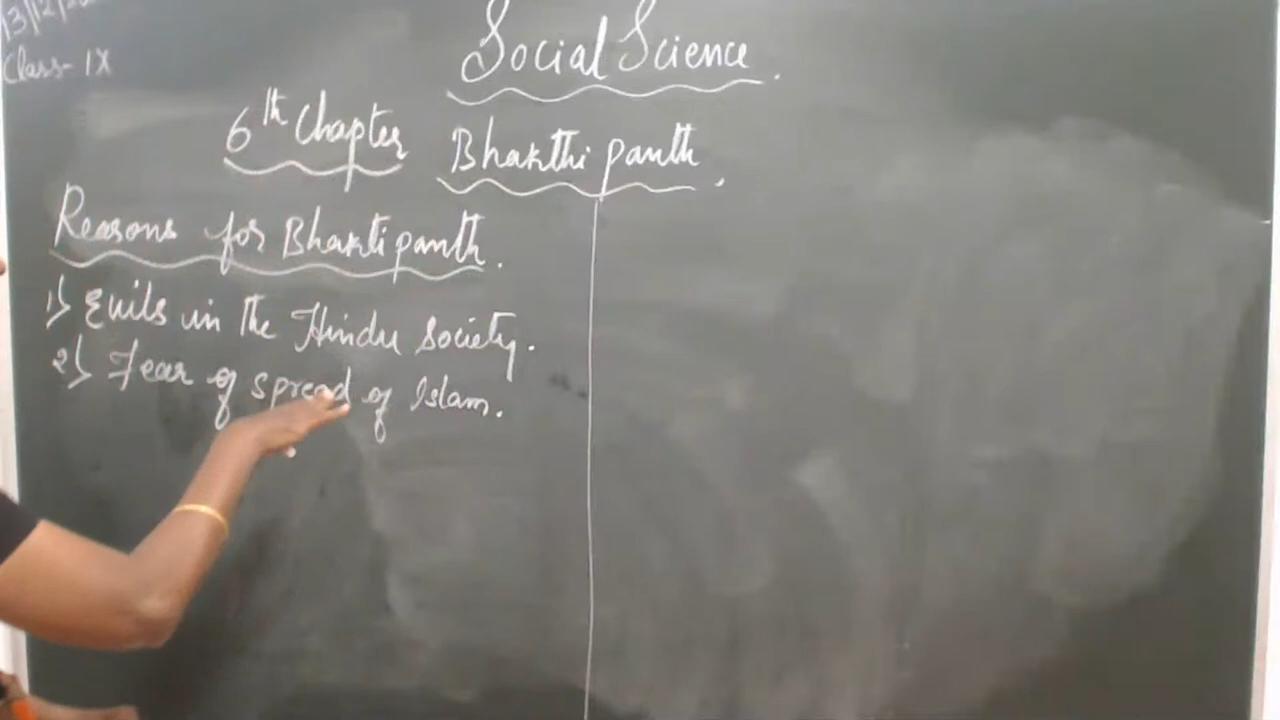 13/12/20
Class-IX
Social Science.
6th Chapter Bhakthi panth.
Reasons for Bhakti panth.
1) Evils in the Hindu society.
2) Fear of spread of Islam.